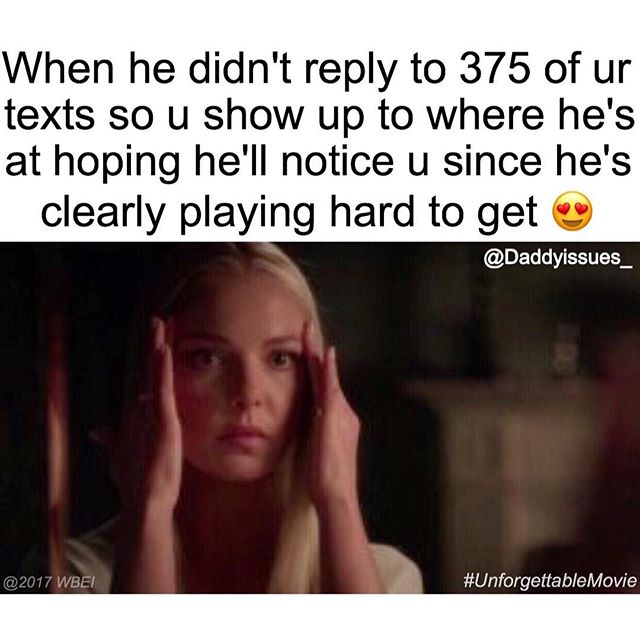 When he didn't reply to 375 of ur
texts so u show up to where he's
at hoping he'll notice u since he's
clearly playing hard to get 😍
@Daddyissues_
@2017 WBEI
#UnforgettableMovie